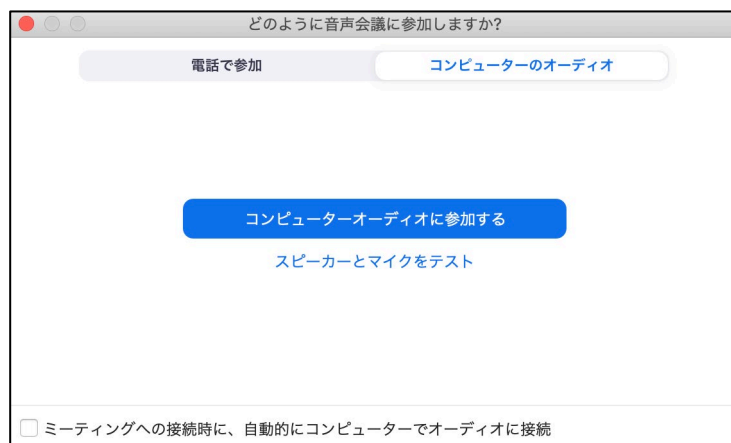 どのように音声会議に参加しますか?
電話で参加
コンピューターのオーディオ
コンピューターオーディオに参加する
スピーカーとマイクをテスト
ミーティングへの接続時に、自動的にコンピューターでオーディオに接続